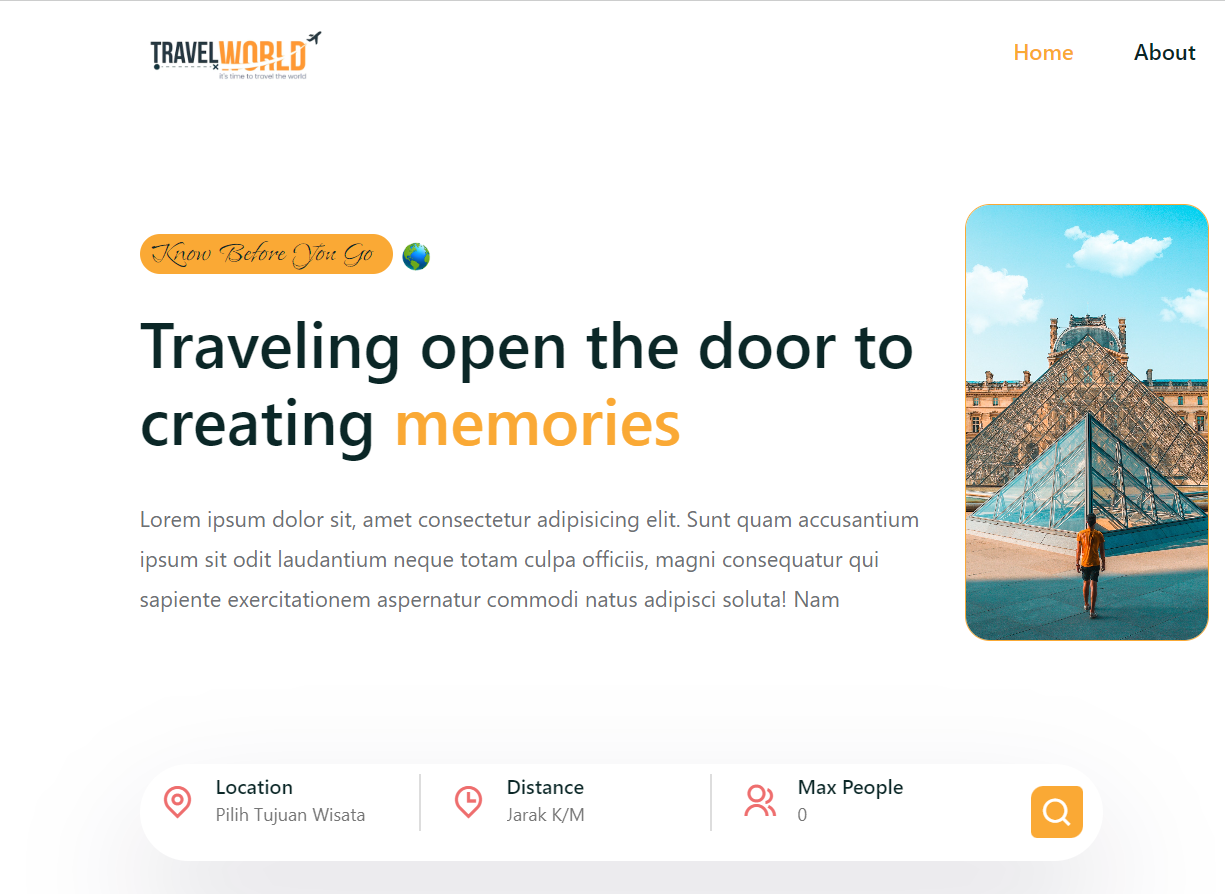 TRAVELWORLD
it's time to travel the world
Home
About
Know Before You Go
Traveling open the door to
creating memories
Lorem ipsum dolor sit, amet consectetur adipisicing elit. Sunt quam accusantium
ipsum sit odit laudantium neque totam culpa officiis, magni consequatur qui
sapiente exercitationem aspernatur commodi natus adipisci soluta! Nam
Location
Pilih Tujuan Wisata
Distance
Jarak K/M
Max People
0